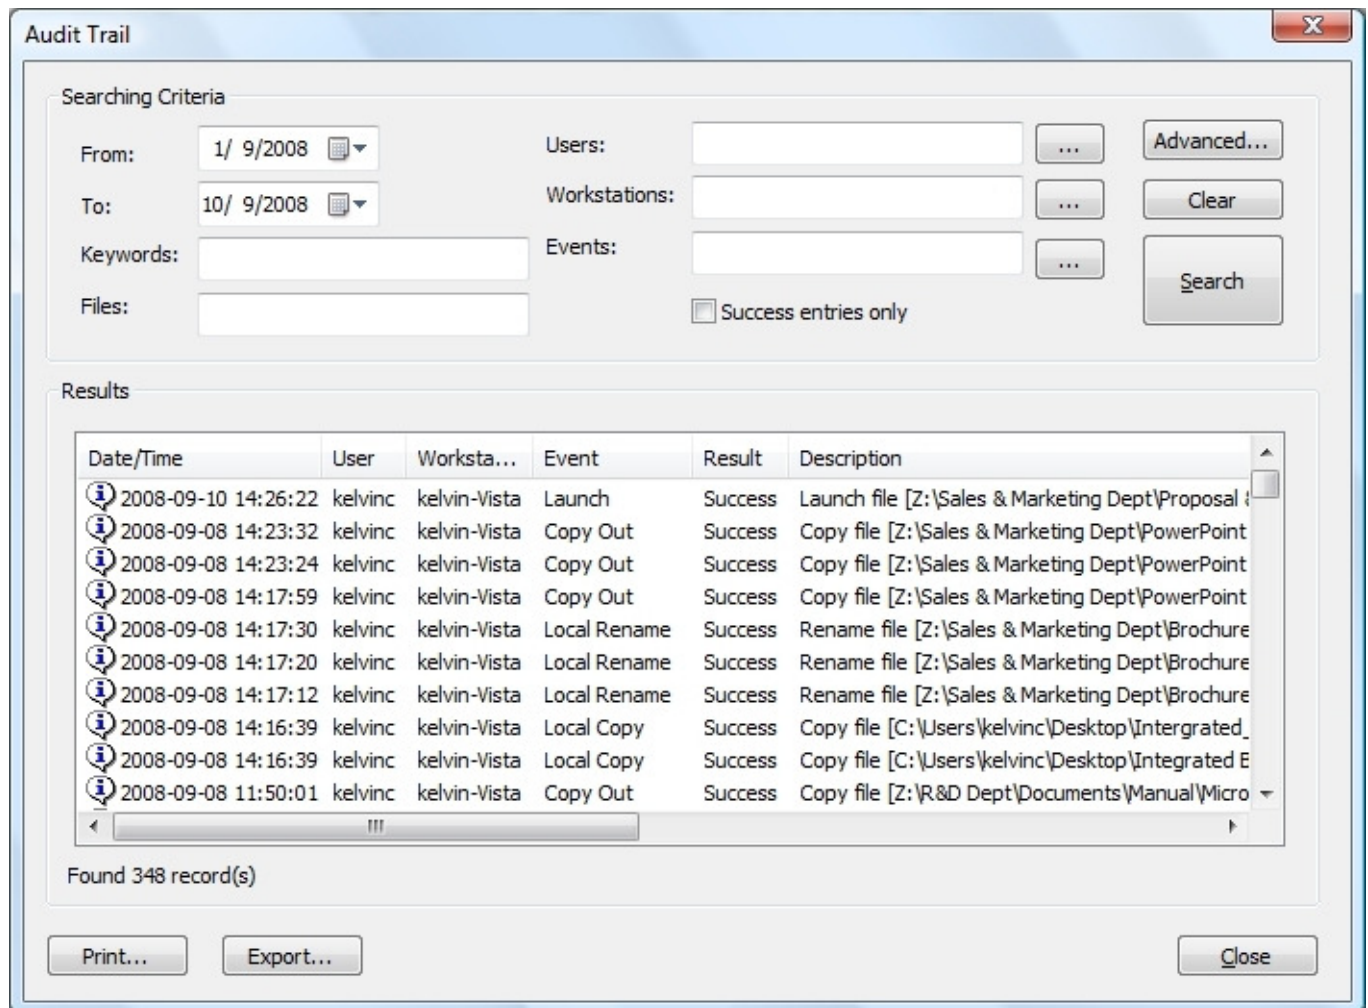 Audit Trail
Searching Criteria
From: 1/ 9/2008
To: 10/ 9/2008
Keywords:
Files:
Users: ...
Workstations: ...
Events: ...
Success entries only
Advanced...
Clear
Search
Results
Date/Time User Worksta... Event Result Description
2008-09-10 14:26:22 kelvinc kelvin-Vista Launch Success Launch file [Z:\Sales & Marketing Dept\Proposal
2008-09-08 14:23:32 kelvinc kelvin-Vista Copy Out Success Copy file [Z:\Sales & Marketing Dept\PowerPoint
2008-09-08 14:23:24 kelvinc kelvin-Vista Copy Out Success Copy file [Z:\Sales & Marketing Dept\PowerPoint
2008-09-08 14:17:59 kelvinc kelvin-Vista Copy Out Success Copy file [Z:\Sales & Marketing Dept\PowerPoint
2008-09-08 14:17:30 kelvinc kelvin-Vista Local Rename Success Rename file [Z:\Sales & Marketing Dept\Brochure
2008-09-08 14:17:20 kelvinc kelvin-Vista Local Rename Success Rename file [Z:\Sales & Marketing Dept\Brochure
2008-09-08 14:17:12 kelvinc kelvin-Vista Local Rename Success Rename file [Z:\Sales & Marketing Dept\Brochure
2008-09-08 14:16:39 kelvinc kelvin-Vista Local Copy Success Copy file [C:\Users\kelvinc\Desktop\Intergrated_
2008-09-08 14:16:39 kelvinc kelvin-Vista Local Copy Success Copy file [C:\Users\kelvinc\Desktop\Integrated E
2008-09-08 11:50:01 kelvinc kelvin-Vista Copy Out Success Copy file [Z:\R&D Dept\Documents\Manual\Micro
Found 348 record(s)
Print... Export... Close